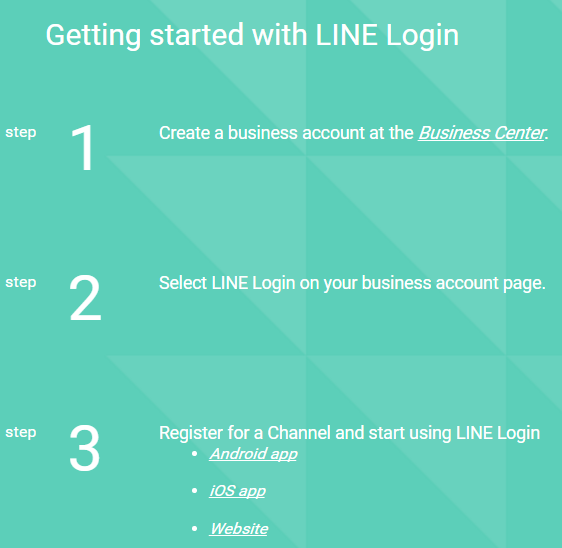 Getting started with LINE Login
step 1 Create a business account at the Business Center.
step 2 Select LINE Login on your business account page.
step 3 Register for a Channel and start using LINE Login
• Android app
• iOS app
• Website